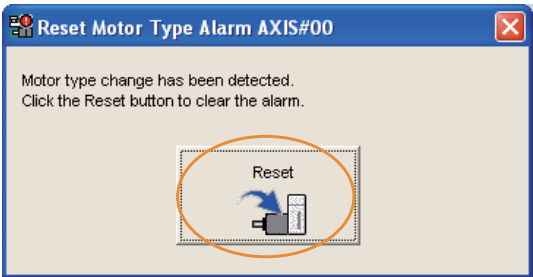 Reset Motor Type Alarm AXIS#00
Motor type change has been detected.
Click the Reset button to clear the alarm.
Reset